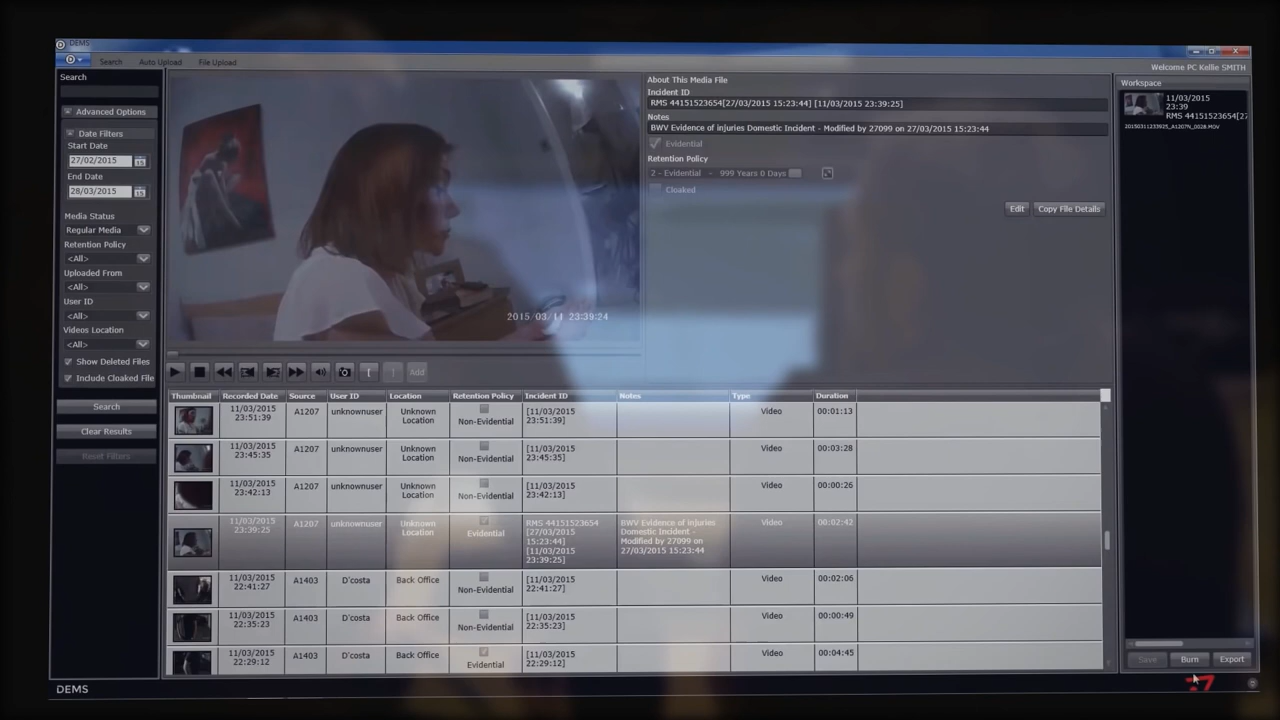 DEMS
Search Auto Upload File Upload
Welcome PC Kellie SMITH
Search
Advanced Options
Date Filters
Start Date
27/02/2015
End Date
28/03/2015
Media Status
Regular Media
Retention Policy
<All>
Uploaded From
<All>
User ID
<All>
Videos Location
<All>
Show Deleted Files
Include Cloaked File
Search
Clear Results
Reset Filters
2015/03/11 23:39:24
Add
About This Media File
Incident ID
RMS 44151523654[27/03/2015 15:23:44] [11/03/2015 23:39:25]
Notes
BWV Evidence of injuries Domestic Incident - Modified by 27099 on 27/03/2015 15:23:44
Evidential
Retention Policy
2 - Evidential - 999 Years 0 Days
Cloaked
Edit Copy File Details
Workspace
11/03/2015
23:39
RMS 44151523654[27
20150311233925_A1207N_0028.MOV
Thumbnail Recorded Date Source User ID Location Retention Policy Incident ID Notes Type Duration
11/03/2015 23:51:39 A1207 unknownuser Unknown Location Non-Evidential [11/03/2015 23:51:39] Video 00:01:13
11/03/2015 23:45:35 A1207 unknownuser Unknown Location Non-Evidential [11/03/2015 23:45:35] Video 00:03:28
11/03/2015 23:42:13 A1207 unknownuser Unknown Location Non-Evidential [11/03/2015 23:42:13] Video 00:00:26
11/03/2015 23:39:25 A1207 unknownuser Unknown Location Evidential RMS 44151523654 [27/03/2015 15:23:44] [11/03/2015 23:39:25] BWV Evidence of injuries Domestic Incident - Modified by 27099 on 27/03/2015 15:23:44 Video 00:02:42
11/03/2015 22:41:27 A1403 D'costa Back Office Non-Evidential [11/03/2015 22:41:27] Video 00:02:06
11/03/2015 22:35:23 A1403 D'costa Back Office Non-Evidential [11/03/2015 22:35:23] Video 00:00:49
11/03/2015 22:29:12 A1403 D'costa Back Office Evidential [11/03/2015 22:29:12] Video 00:04:45
Save Burn Export
DEMS